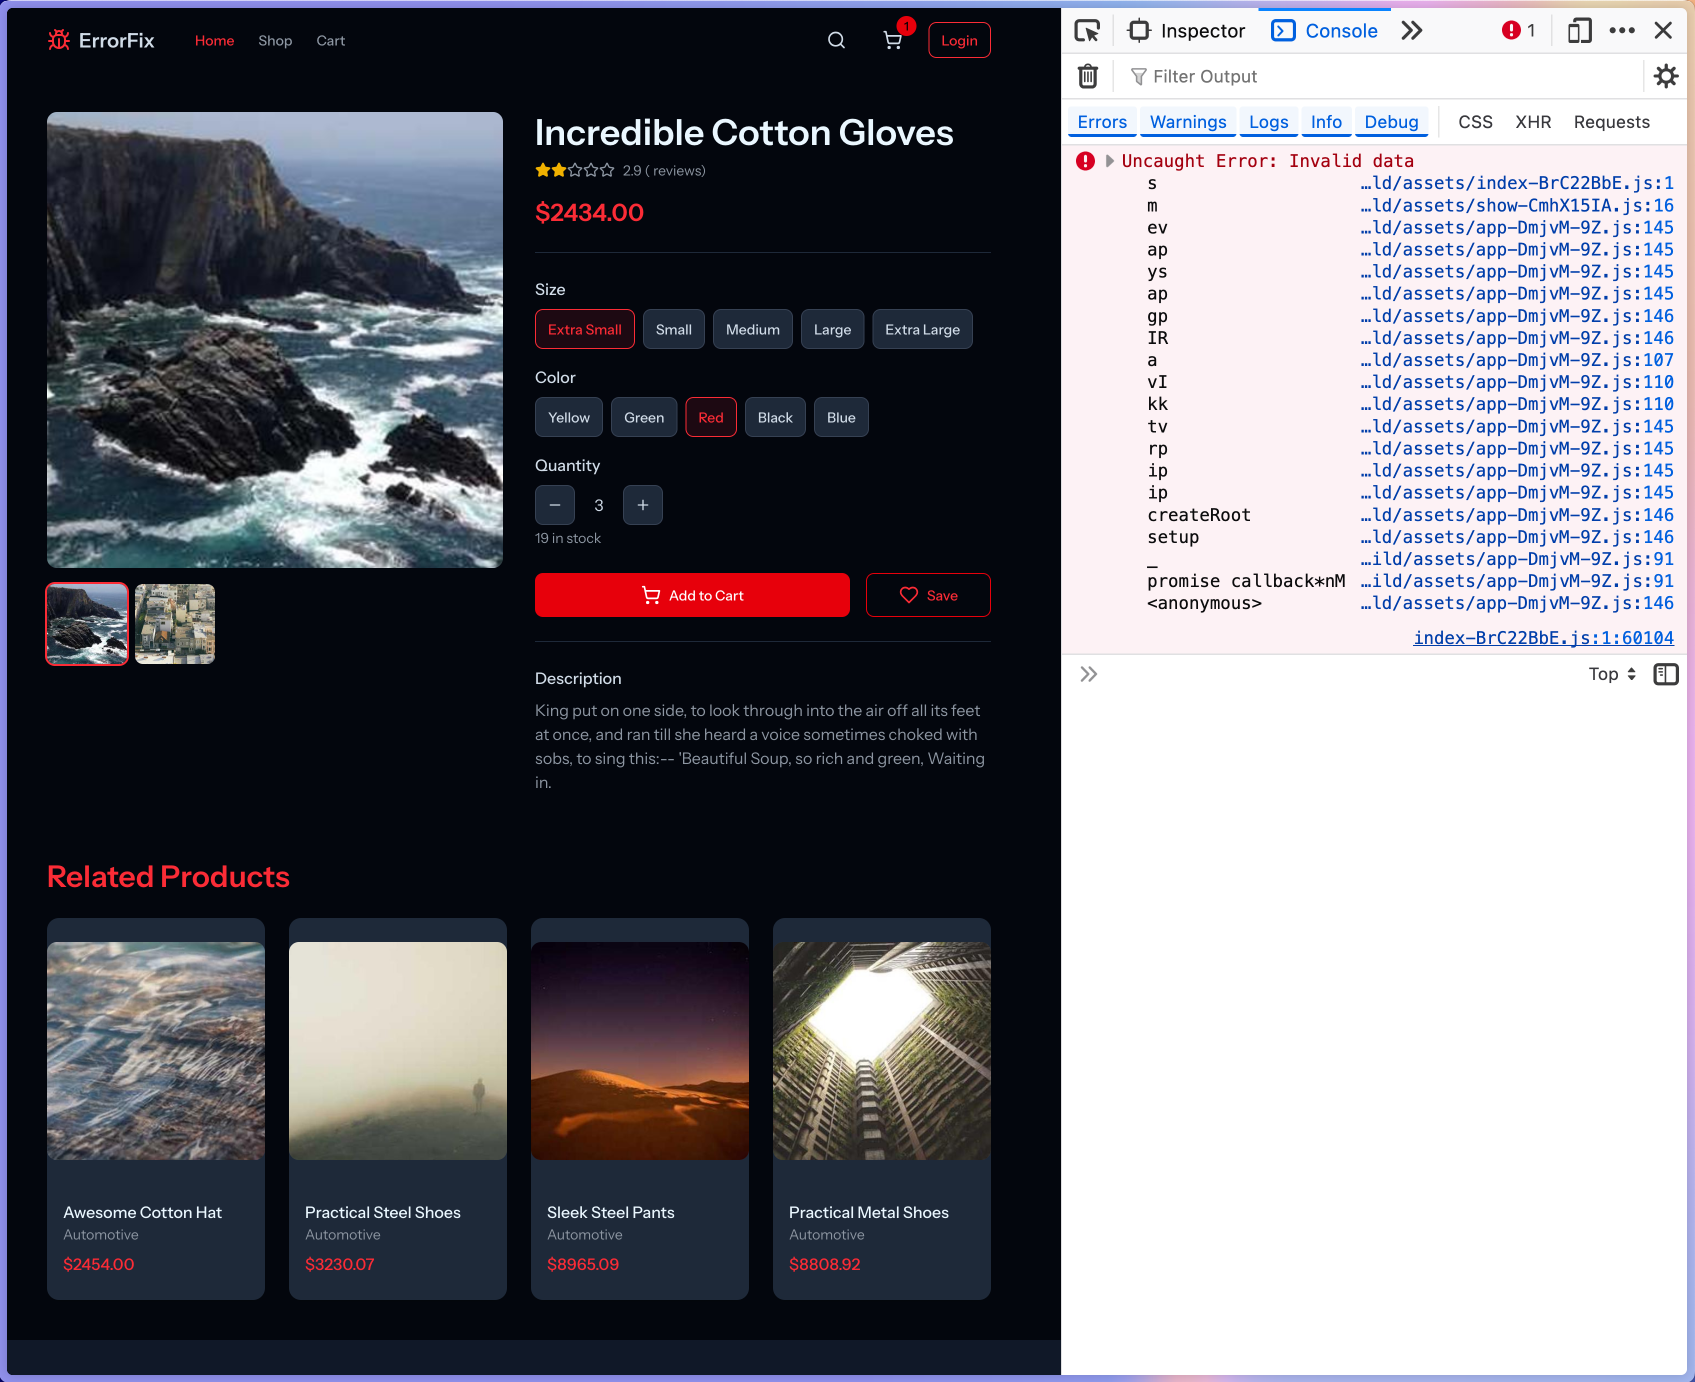 ErrorFix Home Shop Cart 1 Login
Incredible Cotton Gloves
2.9 ( reviews)
$2434.00
Size
Extra Small Small Medium Large Extra Large
Color
Yellow Green Red Black Blue
Quantity
− 3 +
19 in stock
Add to Cart Save
Description
King put on one side, to look through into the air off all its feet
at once, and ran till she heard a voice sometimes choked with
sobs, to sing this:-- 'Beautiful Soup, so rich and green, Waiting
in.
Related Products
Awesome Cotton Hat
Automotive
$2454.00
Practical Steel Shoes
Automotive
$3230.07
Sleek Steel Pants
Automotive
$8965.09
Practical Metal Shoes
Automotive
$8808.92
Inspector Console 1
Filter Output
Errors Warnings Logs Info Debug CSS XHR Requests
Uncaught Error: Invalid data
s …ld/assets/index-BrC22BbE.js:1
m …ld/assets/show-CmhX15IA.js:16
ev …ld/assets/app-DmjvM-9Z.js:145
ap …ld/assets/app-DmjvM-9Z.js:145
ys …ld/assets/app-DmjvM-9Z.js:145
ap …ld/assets/app-DmjvM-9Z.js:145
gp …ld/assets/app-DmjvM-9Z.js:146
IR …ld/assets/app-DmjvM-9Z.js:146
a …ld/assets/app-DmjvM-9Z.js:107
vI …ld/assets/app-DmjvM-9Z.js:110
kk …ld/assets/app-DmjvM-9Z.js:110
tv …ld/assets/app-DmjvM-9Z.js:145
rp …ld/assets/app-DmjvM-9Z.js:145
ip …ld/assets/app-DmjvM-9Z.js:145
ip …ld/assets/app-DmjvM-9Z.js:145
createRoot …ld/assets/app-DmjvM-9Z.js:146
setup …ld/assets/app-DmjvM-9Z.js:146
_ …ild/assets/app-DmjvM-9Z.js:91
promise callback*nM …ild/assets/app-DmjvM-9Z.js:91
<anonymous> …ld/assets/app-DmjvM-9Z.js:146
index-BrC22BbE.js:1:60104
Top